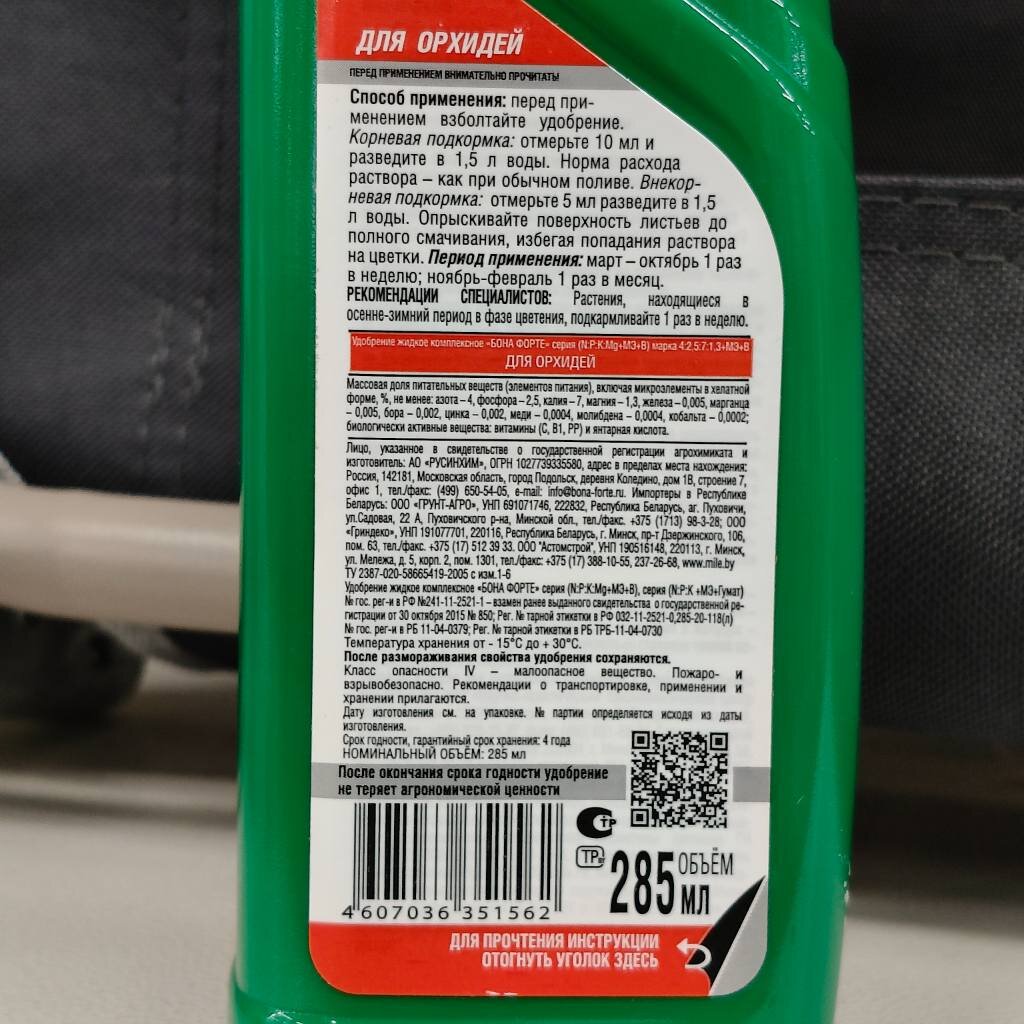 ДЛЯ ОРХИДЕЙ
ПЕРЕД ПРИМЕНЕНИЕМ ВНИМАТЕЛЬНО ПРОЧИТАТЬ!
Способ применения: перед при-
менением взболтайте удобрение.
Корневая подкормка: отмерьте 10 мл и
разведите в 1,5 л воды. Норма расхода
раствора – как при обычном поливе. Внекор-
невая подкормка: отмерьте 5 мл разведите в 1,5
л воды. Опрыскивайте поверхность листьев до
полного смачивания, избегая попадания раствора
на цветки. Период применения: март – октябрь 1 раз
в неделю; ноябрь-февраль 1 раз в месяц.
РЕКОМЕНДАЦИИ СПЕЦИАЛИСТОВ: Растения, находящиеся в
осенне-зимний период в фазе цветения, подкармливайте 1 раз в неделю.
Удобрение жидкое комплексное «БОНА ФОРТЕ» серия (N:P:K:Mg+МЭ+В) марка 4:2,5:7:1,3+МЭ+В
ДЛЯ ОРХИДЕЙ
Массовая доля питательных веществ (элементов питания), включая микроэлементы в хелатной
форме, %, не менее: азота – 4, фосфора – 2,5, калия – 7, магния – 1,3, железа – 0,005, марганца
– 0,005, бора – 0,002, цинка – 0,002, меди – 0,0004, молибдена – 0,0004, кобальта – 0,0002;
биологически активные вещества: витамины (С, В1, РР) и янтарная кислота.
Лицо, указанное в свидетельстве о государственной регистрации агрохимиката и
изготовитель: АО «РУСИНХИМ», ОГРН 1027739335580, адрес в пределах места нахождения:
Россия, 142181, Московская область, город Подольск, деревня Коледино, дом 1В, строение 7,
офис 1, тел./факс: (499) 650-54-05, e-mail: info@bona-forte.ru. Импортеры в Республике
Беларусь: ООО «ГРУНТ-АГРО», УНП 691071746, 222832, Республика Беларусь, аг. Пуховичи,
ул.Садовая, 22 А, Пуховичского р-на, Минской обл., тел./факс. +375 (1713) 98-3-28; ООО
«Гриндеко», УНП 191077701, 220116, Республика Беларусь, г. Минск, пр-т Дзержинского, 106,
пом. 63, тел./факс. +375 (17) 512 39 33. ООО "Астомстрой", УНП 190516148, 220113, г. Минск,
ул. Мележа, д. 5, корп. 2, пом. 1301, тел./факс: +375 (17) 388-10-55, 237-26-68, www.mile.by
ТУ 2387-020-58665419-2005 с изм.1-6
Удобрение жидкое комплексное «БОНА ФОРТЕ» серия (N:P:K:Mg+МЭ+В), серия (N:P:K +МЭ+Гумат)
№ гос. рег-и в РФ №241-11-2521-1 – взамен ранее выданного свидетельства о государственной ре-
гистрации от 30 октября 2015 № 850; Рег. № тарной этикетки в РФ 032-11-2521-0,285-20-118(л)
№ гос. рег-и в РБ 11-04-0379; Рег. № тарной этикетки в РБ ТРБ-11-04-0730
Температура хранения от - 15°С до + 30°С.
После размораживания свойства удобрения сохраняются.
Класс опасности IV – малоопасное вещество. Пожаро- и
взрывобезопасно. Рекомендации о транспортировке, применении и
хранении прилагаются.
Дату изготовления см. на упаковке. № партии определяется исходя из даты
изготовления.
Срок годности, гарантийный срок хранения: 4 года
НОМИНАЛЬНЫЙ ОБЪЕМ: 285 мл
После окончания срока годности удобрение
не теряет агрономической ценности
ТР
ТР
ОБЪЁМ
285 МЛ
4 607036 351562
ДЛЯ ПРОЧТЕНИЯ ИНСТРУКЦИИ
ОТОГНУТЬ УГОЛОК ЗДЕСЬ